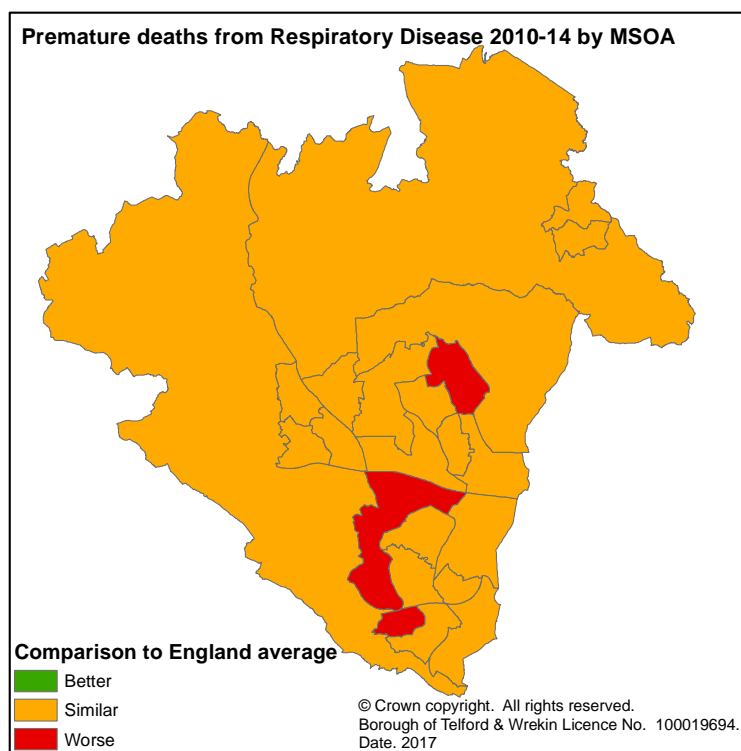 Premature deaths from Respiratory Disease 2010-14 by MSOA
Comparison to England average
Better
Similar
Worse
© Crown copyright. All rights reserved.
Borough of Telford & Wrekin Licence No. 100019694.
Date. 2017